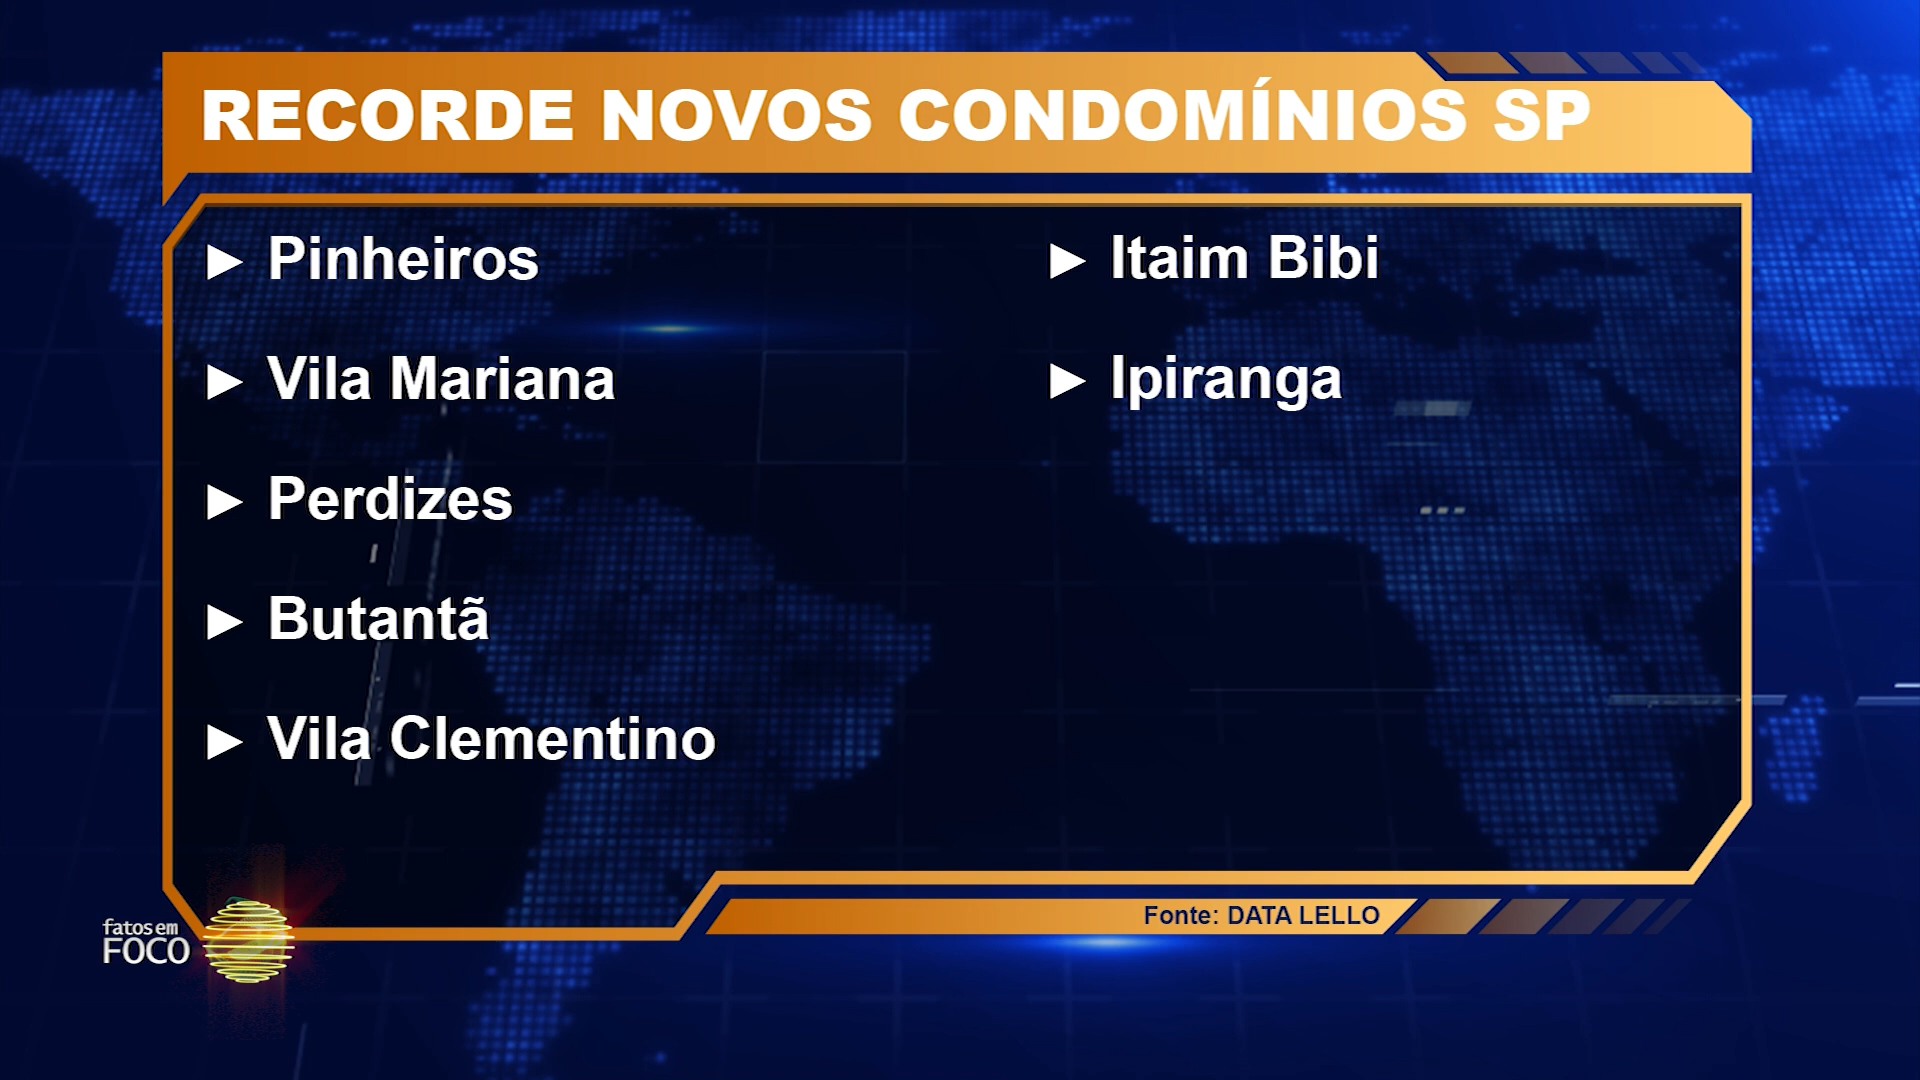 RECORDE NOVOS CONDOMÍNIOS SP
► Pinheiros
► Vila Mariana
► Perdizes
► Butantã
► Vila Clementino
► Itaim Bibi
► Ipiranga
Fonte: DATA LELLO
fatos em
FOCO